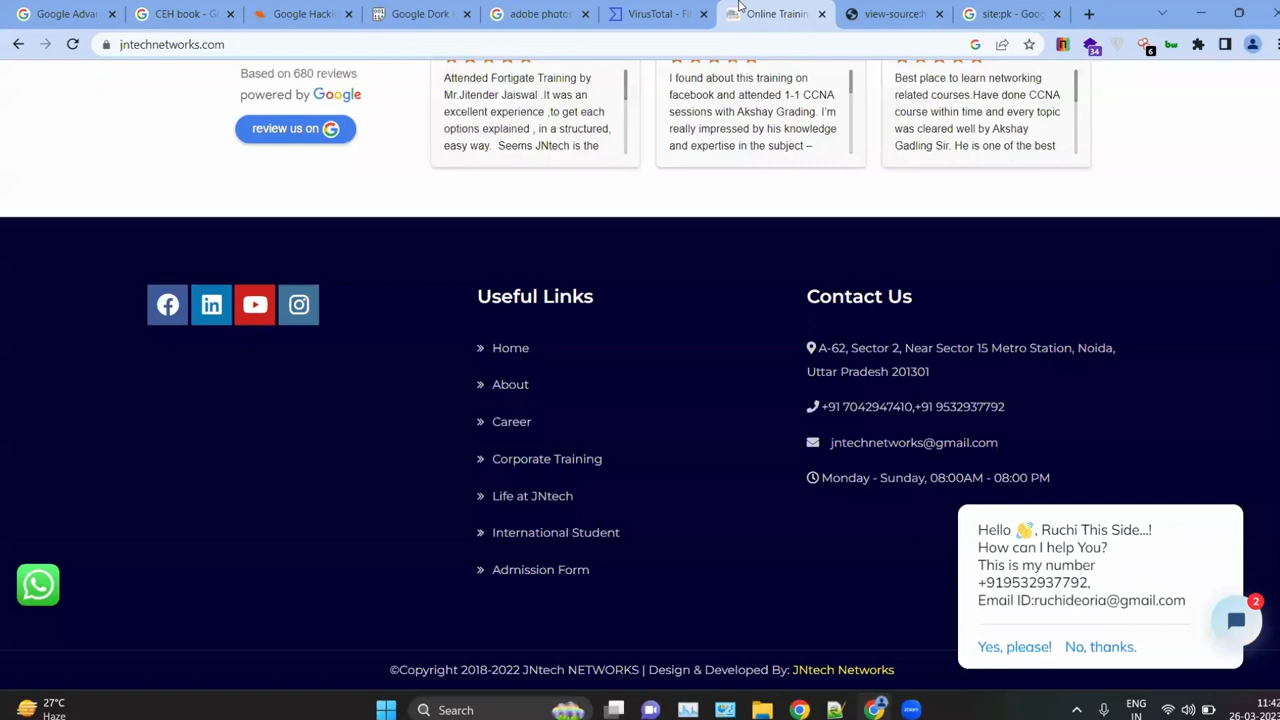 Google Advar
CEH book - G
Google Hacki
Google Dork
adobe photos
VirusTotal - Fil
Online Trainin
view-source:h
site:pk - Goog
jntechnetworks.com
34
6
bw
Based on 680 reviews
powered by Google
review us on
Attended Fortigate Training by
Mr.Jitender Jaiswal .It was an
excellent experience ,to get each
options explained , in a structured,
easy way. Seems JNtech is the
I found about this training on
facebook and attended 1-1 CCNA
sessions with Akshay Grading. I'm
really impressed by his knowledge
and expertise in the subject –
Best place to learn networking
related courses.Have done CCNA
course within time and every topic
was cleared well by Akshay
Gadling Sir. He is one of the best
Useful Links
Home
About
Career
Corporate Training
Life at JNtech
International Student
Admission Form
Contact Us
A-62, Sector 2, Near Sector 15 Metro Station, Noida,
Uttar Pradesh 201301
+91 7042947410,+91 9532937792
jntechnetworks@gmail.com
Monday - Sunday, 08:00AM - 08:00 PM
Hello 👋, Ruchi This Side...!
How can I help You?
This is my number
+919532937792,
Email ID:ruchideoria@gmail.com
Yes, please! No, thanks.
2
©Copyright 2018-2022 JNtech NETWORKS | Design & Developed By: JNtech Networks
27°C
Haze
Search
zoom
ENG
IN
11:42
26-03-2023